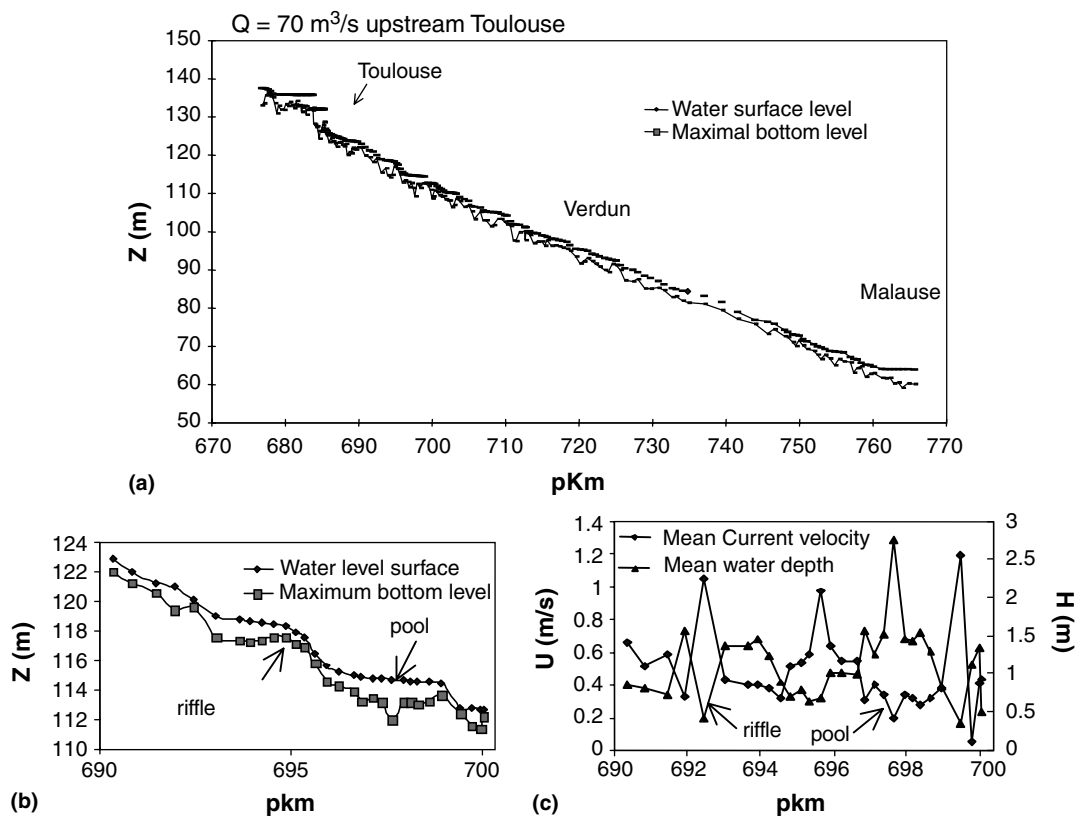 Q = 70 m³/s upstream Toulouse
150
140
130
120
110
100
90
80
70
60
50
Z (m)
Toulouse
Water surface level
Maximal bottom level
Verdun
Malause
670 680 690 700 710 720 730 740 750 760 770
(a)
pKm
124
122
120
118
116
114
112
110
Z (m)
Water level surface
Maximum bottom level
pool
riffle
690 695 700
(b)
pkm
1.4
1.2
1
0.8
0.6
0.4
0.2
0
U (m/s)
Mean Current velocity
Mean water depth
riffle
pool
3
2.5
2
1.5
1
0.5
0
H (m)
690 692 694 696 698 700
(c)
pkm